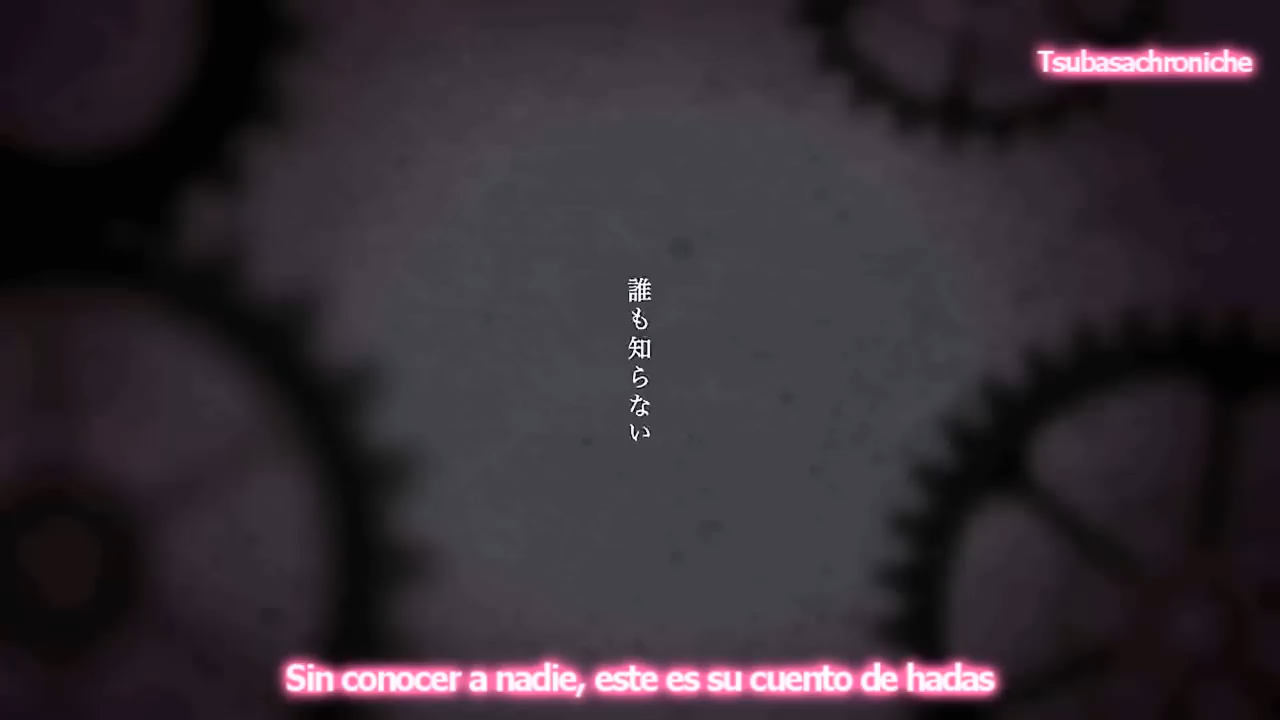 Tsubasachroniche
誰も知らない
Sin conocer a nadie, este es su cuento de hadas